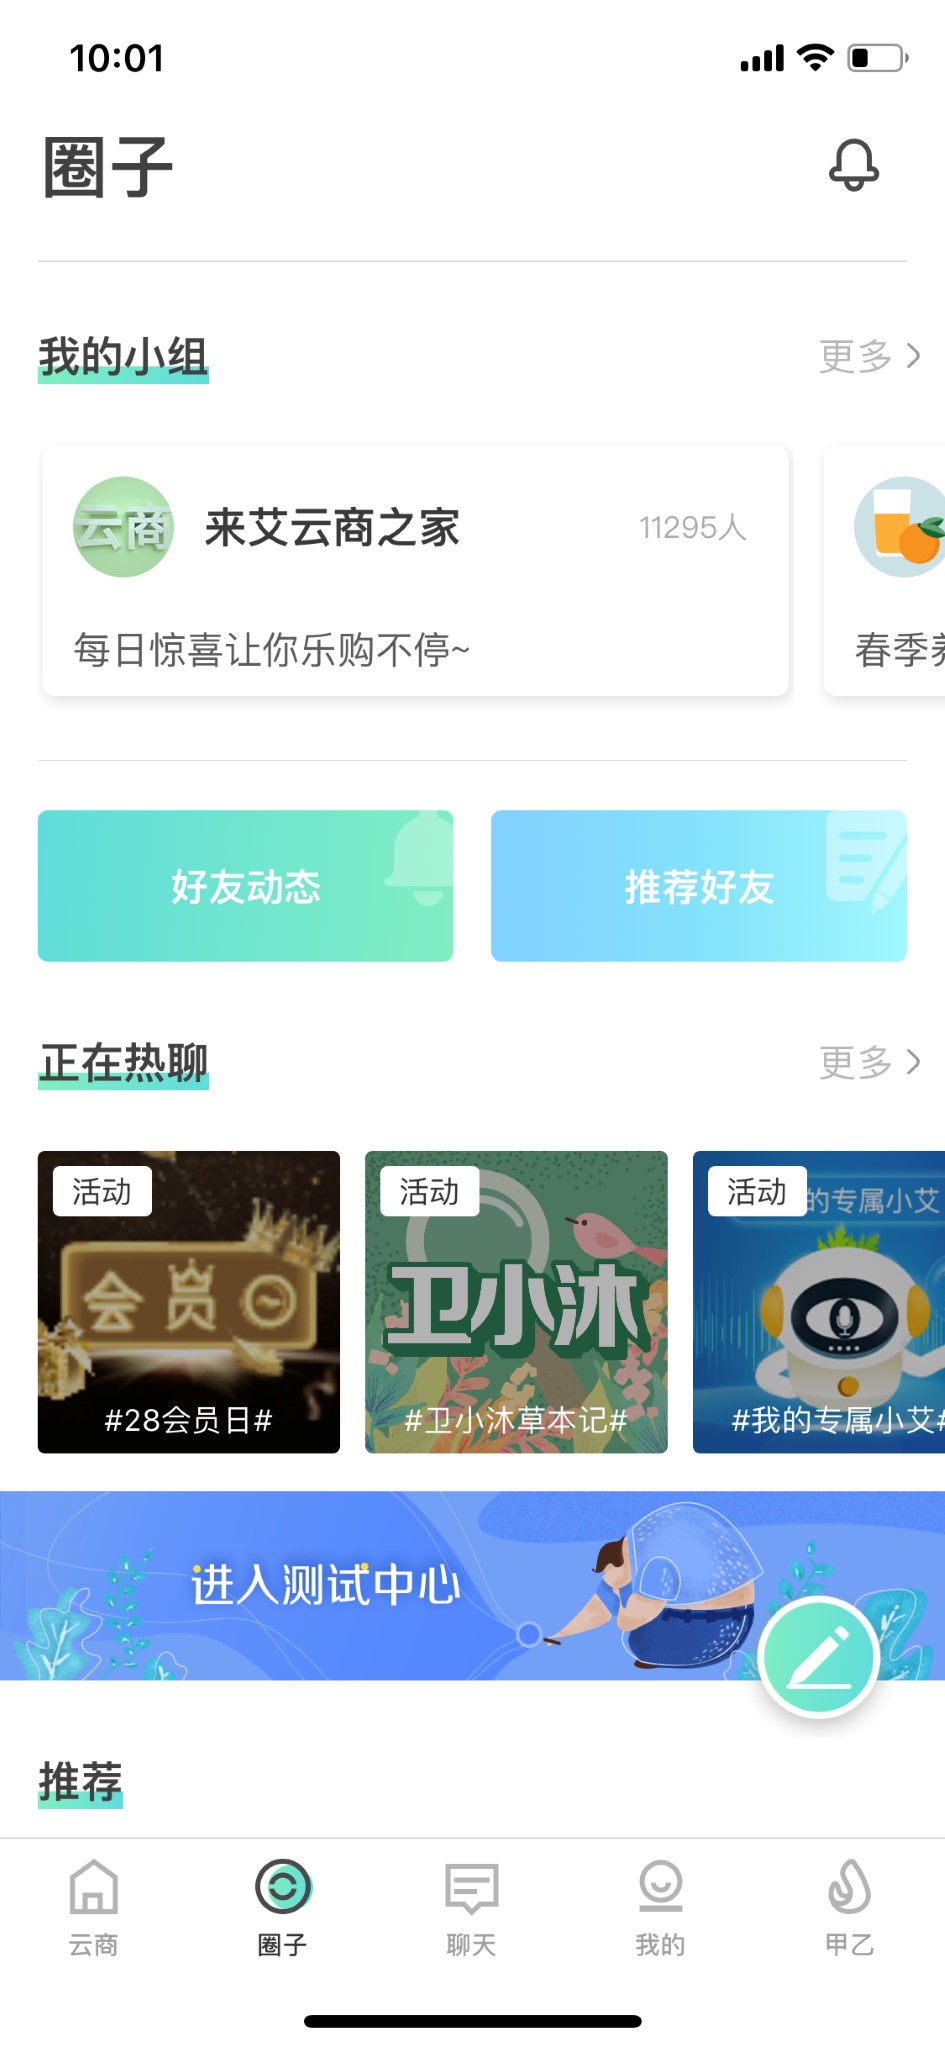 10:01
圈子
我的小组
更多
云商
来艾云商之家
11295人
每日惊喜让你乐购不停~
春季养
好友动态
推荐好友
正在热聊
更多
活动
会员日
#28会员日#
活动
卫小沐
#卫小沐草本记#
活动
的专属小艾
#我的专属小艾#
进入测试中心
推荐
云商
圈子
聊天
我的
甲乙